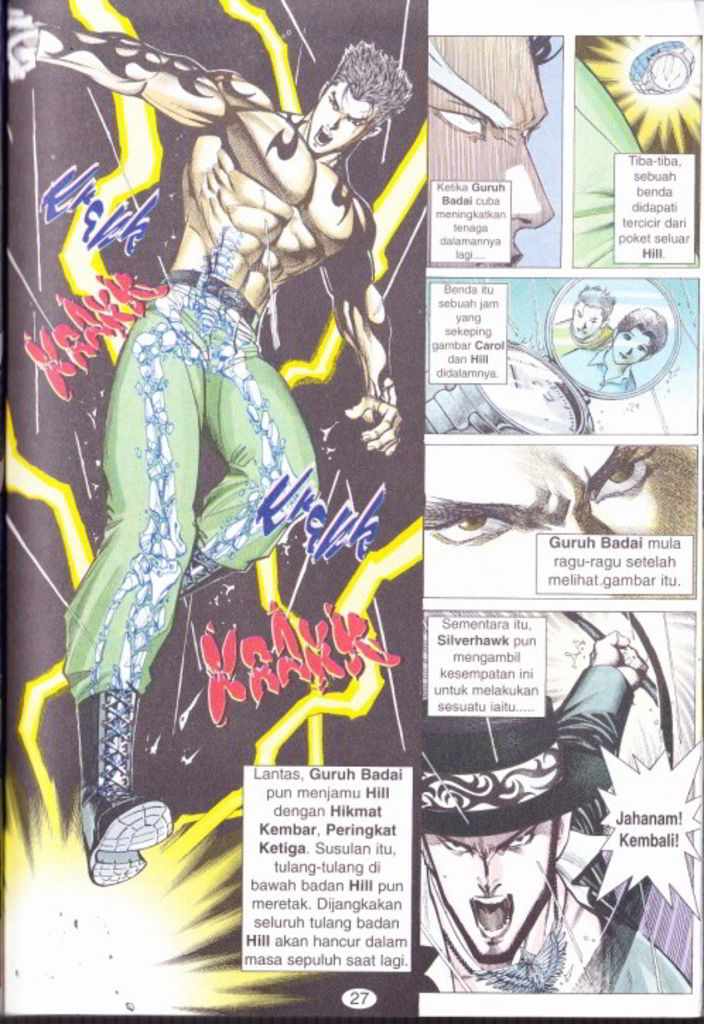 Krak
KRAKK
Krakk
KRAKK
Lantas, Guruh Badai
pun menjamu Hill
dengan Hikmat
Kembar, Peringkat
Ketiga. Susulan itu,
tulang-tulang di
bawah badan Hill pun
meretak. Dijangkakan
seluruh tulang badan
Hill akan hancur dalam
masa sepuluh saat lagi.
27
Ketika Guruh
Badai cuba
meningkatkan
tenaga
dalamannya
lagi....
Tiba-tiba,
sebuah
benda
didapati
tercicir dari
poket seluar
Hill.
Benda itu
sebuah jam
yang
sekeping
gambar Carol
dan Hill
didalamnya.
Guruh Badai mula
ragu-ragu setelah
melihat.gambar itu.
Sementara itu,
Silverhawk pun
mengambil
kesempatan ini
untuk melakukan
sesuatu iaitu.....
Jahanam!
Kembali!